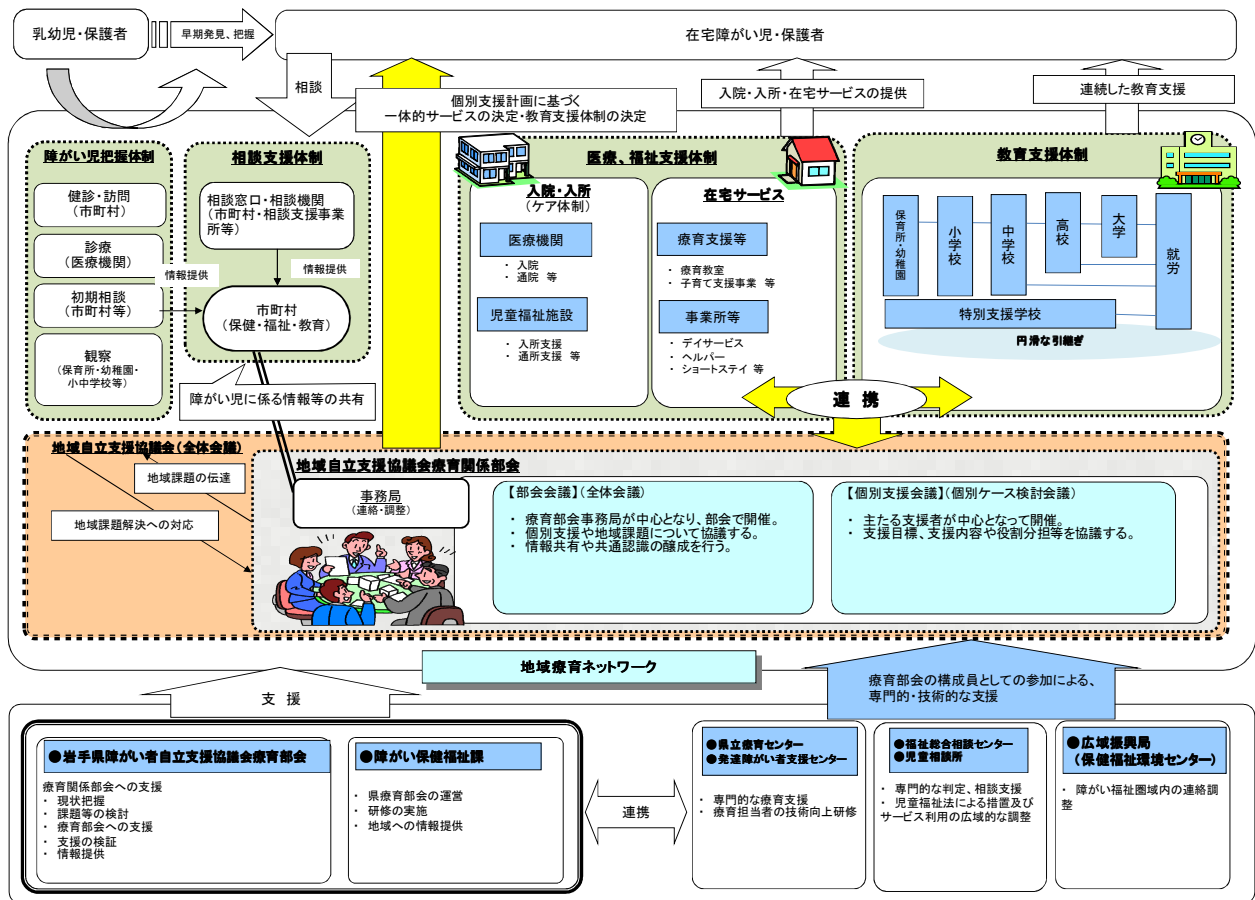 乳幼児・保護者
早期発見、把握
在宅障がい児・保護者
相談
個別支援計画に基づく
一体的サービスの決定・教育支援体制の決定
入院・入所・在宅サービスの提供
連続した教育支援
障がい児把握体制
健診・訪問
(市町村)
診療
(医療機関)
初期相談
(市町村等)
観察
(保育所・幼稚園・
小中学校等)
情報提供
相談支援体制
相談窓口・相談機関
(市町村・相談支援事業
所等)
情報提供
市町村
(保健・福祉・教育)
障がい児に係る情報等の共有
医療、福祉支援体制
入院・入所
(ケア体制)
医療機関
・ 入院
・ 通院 等
児童福祉施設
・ 入所支援
・ 通所支援 等
在宅サービス
療育支援等
・ 療育教室
・ 子育て支援事業 等
事業所等
・ デイサービス
・ ヘルパー
・ ショートステイ 等
教育支援体制
保育所・幼稚園
小学校
中学校
高校
大学
就労
特別支援学校
円滑な引継ぎ
連 携
地域自立支援協議会(全体会議)
地域課題の伝達
地域課題解決への対応
地域自立支援協議会療育関係部会
事務局
(連絡・調整)
【部会会議】(全体会議)
・ 療育部会事務局が中心となり、部会で開催。
・ 個別支援や地域課題について協議する。
・ 情報共有や共通認識の醸成を行う。
【個別支援会議】(個別ケース検討会議)
・ 主たる支援者が中心となって開催。
・ 支援目標、支援内容や役割分担等を協議する。
地域療育ネットワーク
支 援
療育部会の構成員としての参加による、
専門的・技術的な支援
●岩手県障がい者自立支援協議会療育部会
療育関係部会への支援
・ 現状把握
・ 課題等の検討
・ 療育部会への支援
・ 支援の検証
・ 情報提供
●障がい保健福祉課
・ 県療育部会の運営
・ 研修の実施
・ 地域への情報提供
連携
●県立療育センター
●発達障がい者支援センター
・ 専門的な療育支援
・ 療育担当者の技術向上研修
●福祉総合相談センター
●児童相談所
・ 専門的な判定、相談支援
・ 児童福祉法による措置及び
サービス利用の広域的な調整
●広域振興局
(保健福祉環境センター)
・ 障がい福祉圏域内の連絡調
整